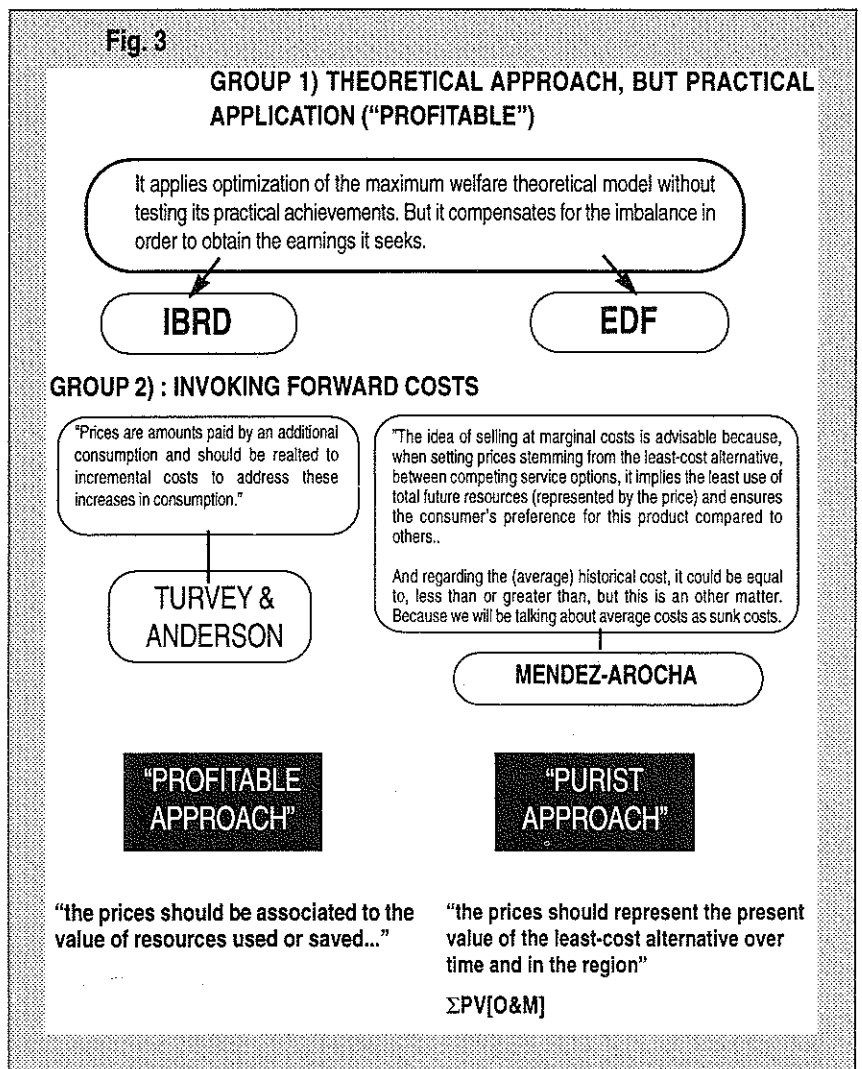 Fig. 3
GROUP 1) THEORETICAL APPROACH, BUT PRACTICAL
APPLICATION ("PROFITABLE")
It applies optimization of the maximum welfare theoretical model without
testing its practical achievements. But it compensates for the imbalance in
order to obtain the earnings it seeks.
IBRD
EDF
GROUP 2) : INVOKING FORWARD COSTS
"Prices are amounts paid by an additional
consumption and should be realted to
incremental costs to address these
increases in consumption."
TURVEY &
ANDERSON
"The idea of selling at marginal costs is advisable because,
when setting prices stemming from the least-cost alternative,
between competing service options, it implies the least use of
total future resources (represented by the price) and ensures
the consumer's preference for this product compared to
others..
And regarding the (average) historical cost, it could be equal
to, less than or greater than, but this is an other matter.
Because we will be talking about average costs as sunk costs.
MENDEZ-AROCHA
"PROFITABLE
APPROACH"
"PURIST
APPROACH"
"the prices should be associated to the
value of resources used or saved..."
"the prices should represent the present
value of the least-cost alternative over
time and in the region"
ΣPV[O&M]